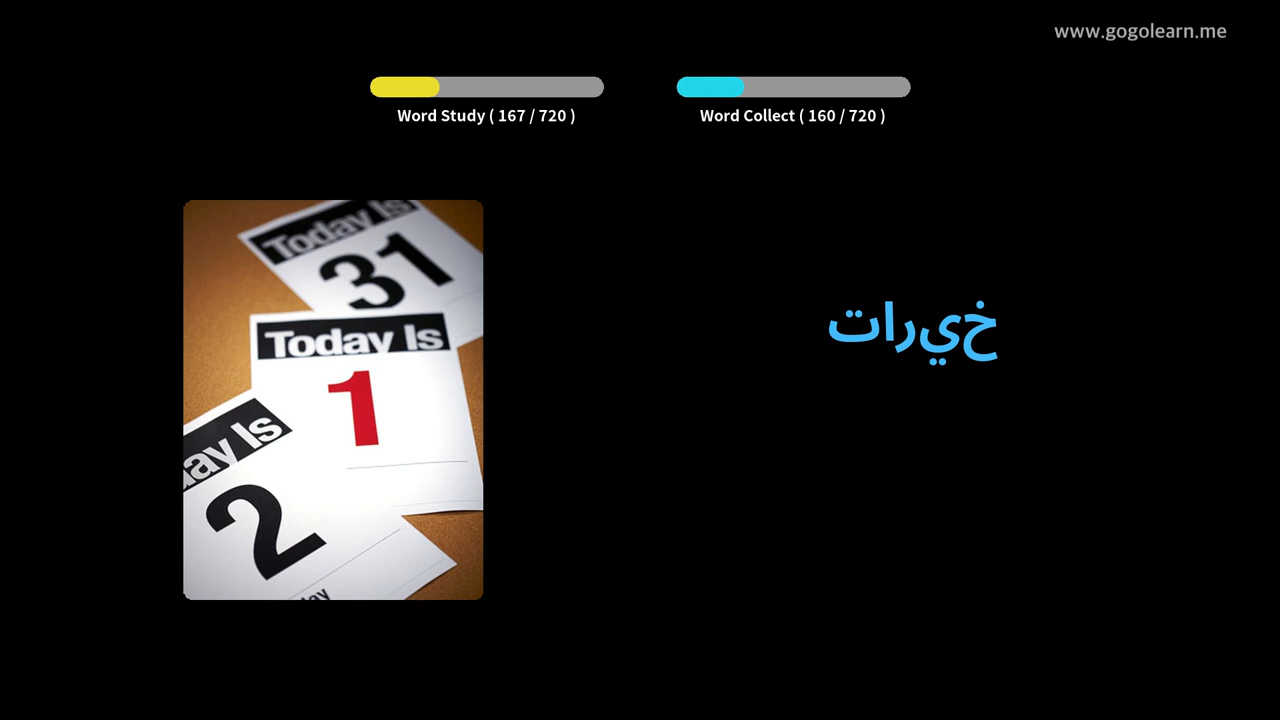 www.gogolearn.me
Word Study ( 167 / 720 )
Word Collect ( 160 / 720 )
Today Is
31
Today Is
1
ay Is
2
خيرات